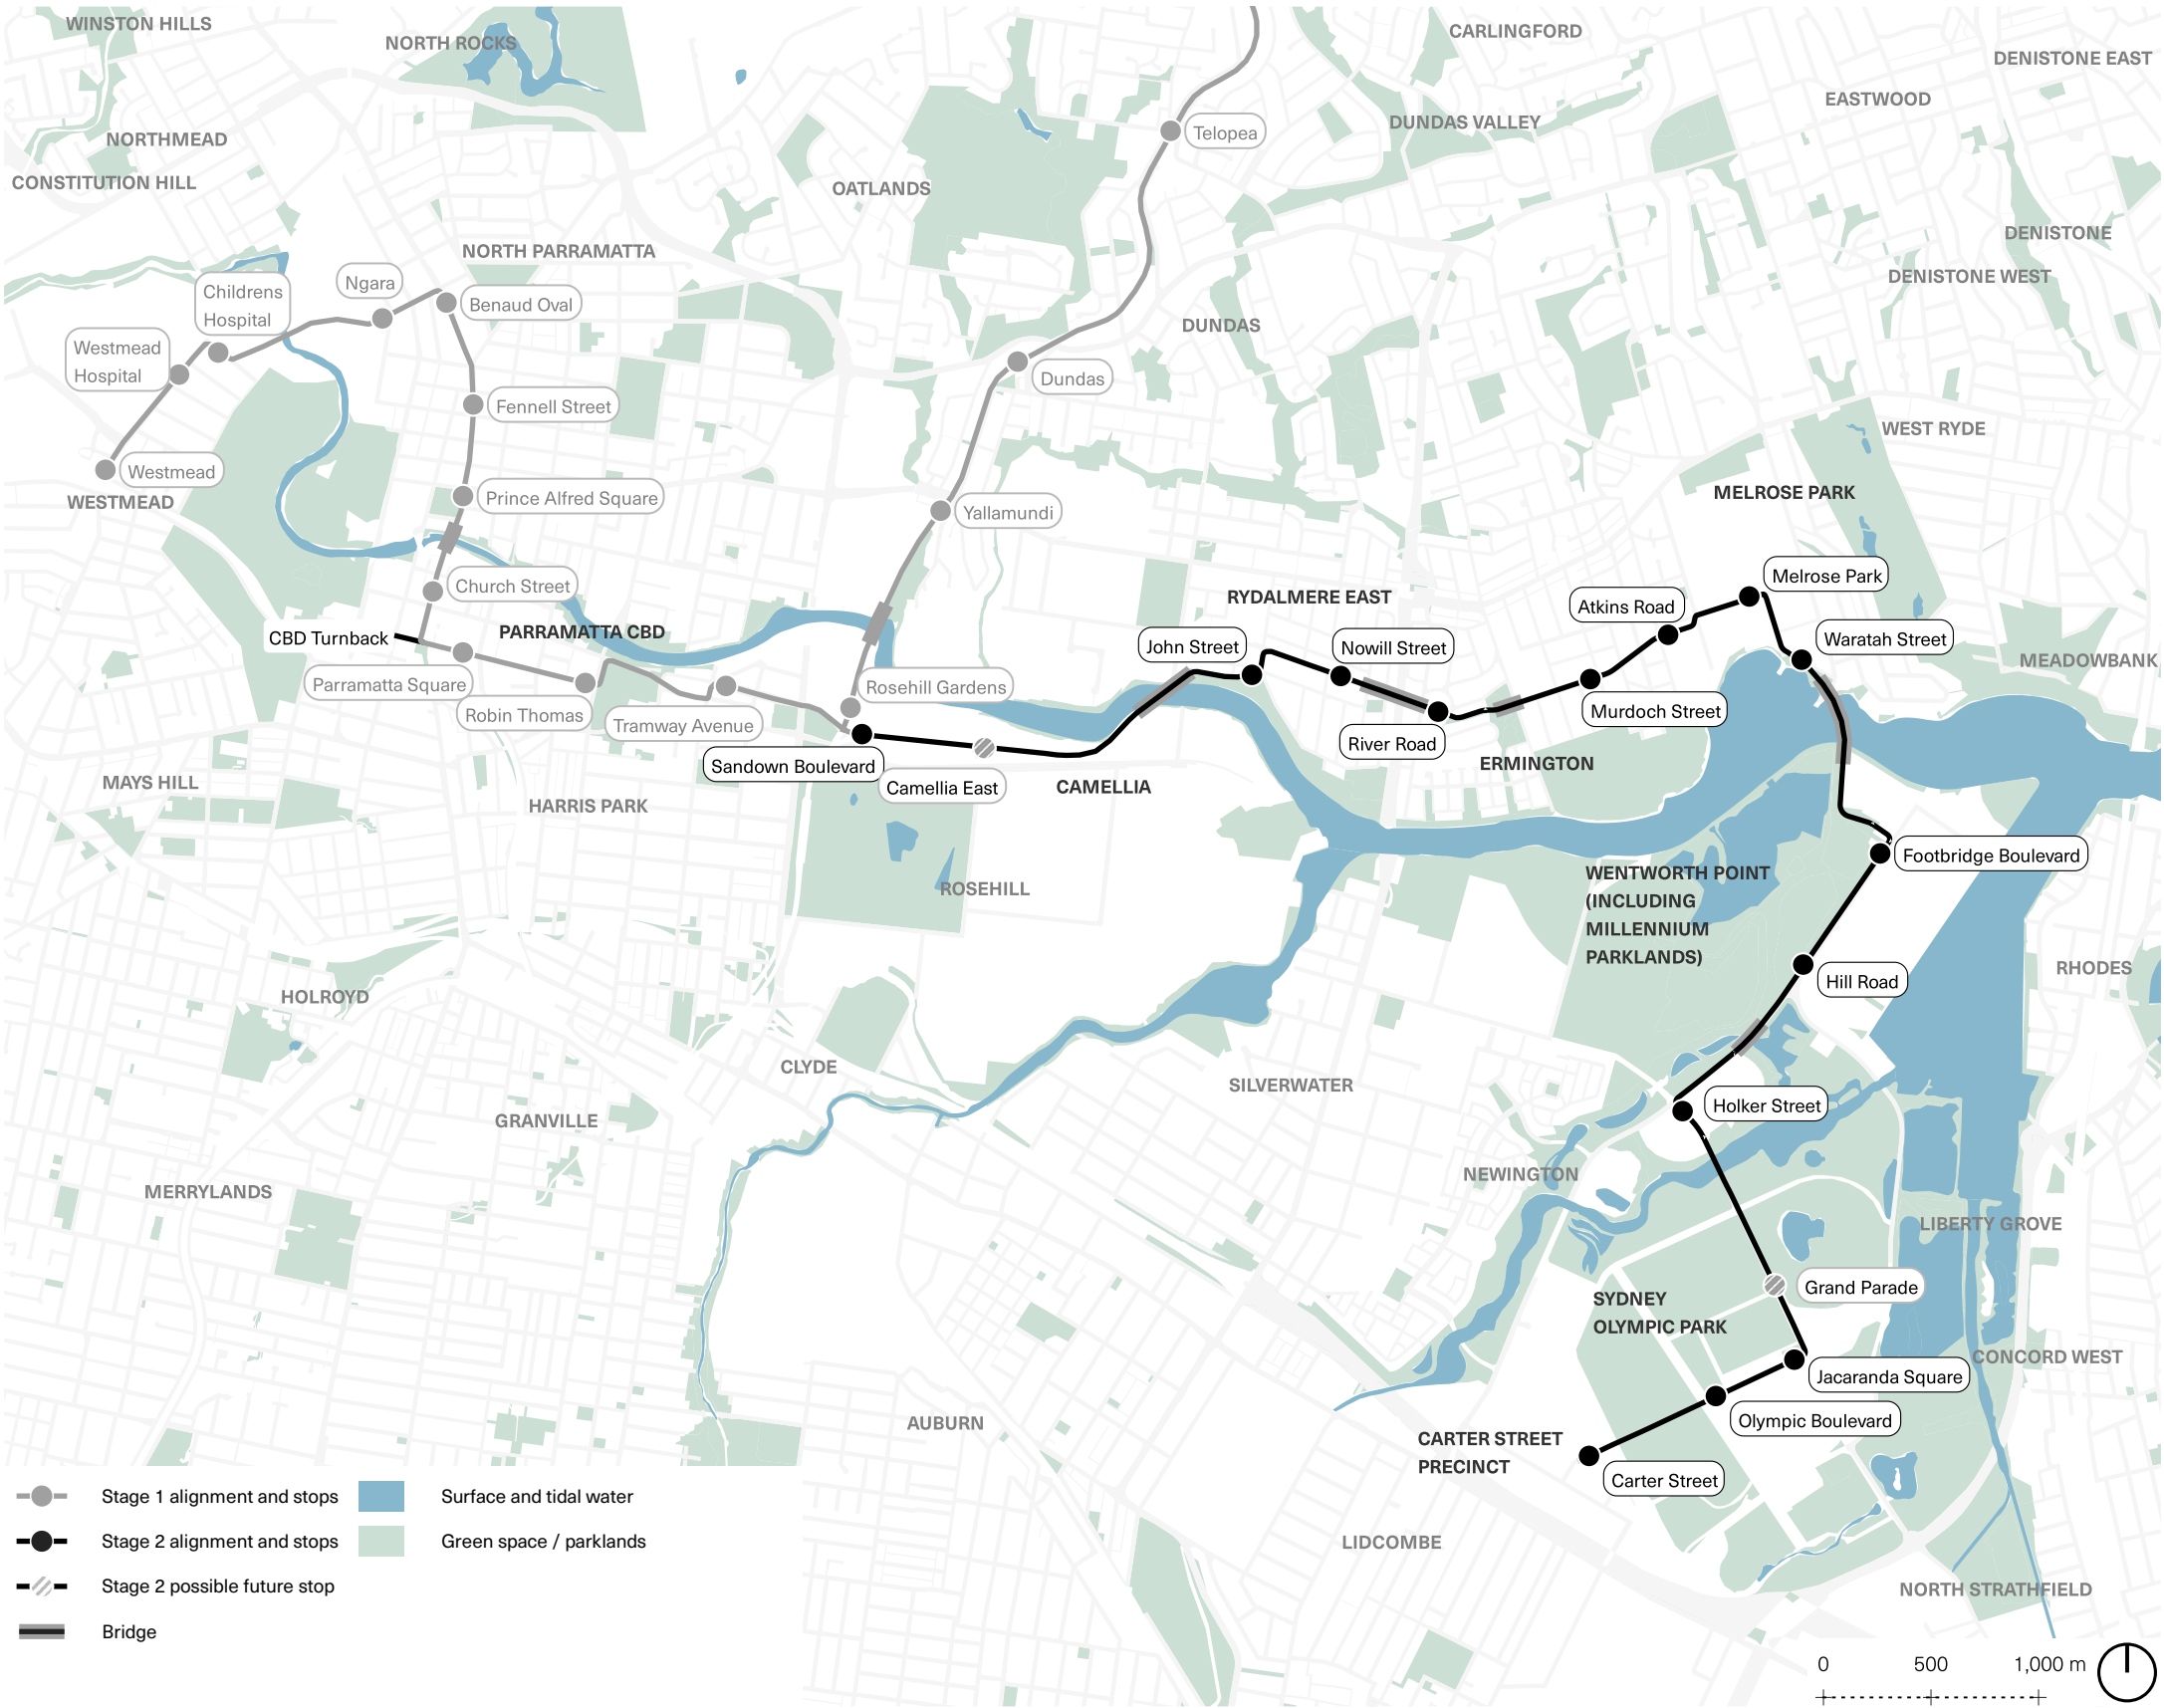 WINSTON HILLS
NORTH ROCKS
CARLINGFORD
DENISTONE EAST
EASTWOOD
DUNDAS VALLEY
Telopea
NORTHMEAD
CONSTITUTION HILL
OATLANDS
DENISTONE
NORTH PARRAMATTA
DENISTONE WEST
Ngara
Childrens
Hospital
Benaud Oval
DUNDAS
Westmead
Hospital
Dundas
Fennell Street
WEST RYDE
Westmead
WESTMEAD
Prince Alfred Square
MELROSE PARK
Yallamundi
Church Street
Melrose Park
RYDALMERE EAST
Atkins Road
CBD Turnback
PARRAMATTA CBD
John Street
Nowill Street
Waratah Street
MEADOWBANK
Parramatta Square
Rosehill Gardens
Robin Thomas
Tramway Avenue
Murdoch Street
River Road
Sandown Boulevard
ERMINGTON
MAYS HILL
Camellia East
CAMELLIA
HARRIS PARK
Footbridge Boulevard
WENTWORTH POINT
(INCLUDING
MILLENNIUM
PARKLANDS)
ROSEHILL
RHODES
Hill Road
HOLROYD
CLYDE
SILVERWATER
Holker Street
GRANVILLE
NEWINGTON
MERRYLANDS
LIBERTY GROVE
Grand Parade
SYDNEY
OLYMPIC PARK
CONCORD WEST
Jacaranda Square
Olympic Boulevard
AUBURN
CARTER STREET
PRECINCT
Carter Street
LIDCOMBE
NORTH STRATHFIELD
Stage 1 alignment and stops
Surface and tidal water
Stage 2 alignment and stops
Green space / parklands
Stage 2 possible future stop
Bridge
0 500 1,000 m